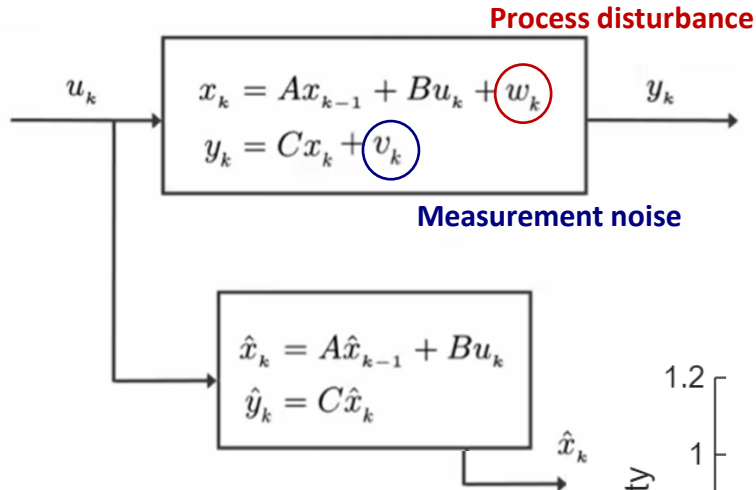 Process disturbance
u_k
x_k = Ax_{k-1} + Bu_k + w_k
y_k = Cx_k + v_k
y_k
Measurement noise
x̂_k = Ax̂_{k-1} + Bu_k
ŷ_k = Cx̂_k
x̂_k
1.2
1